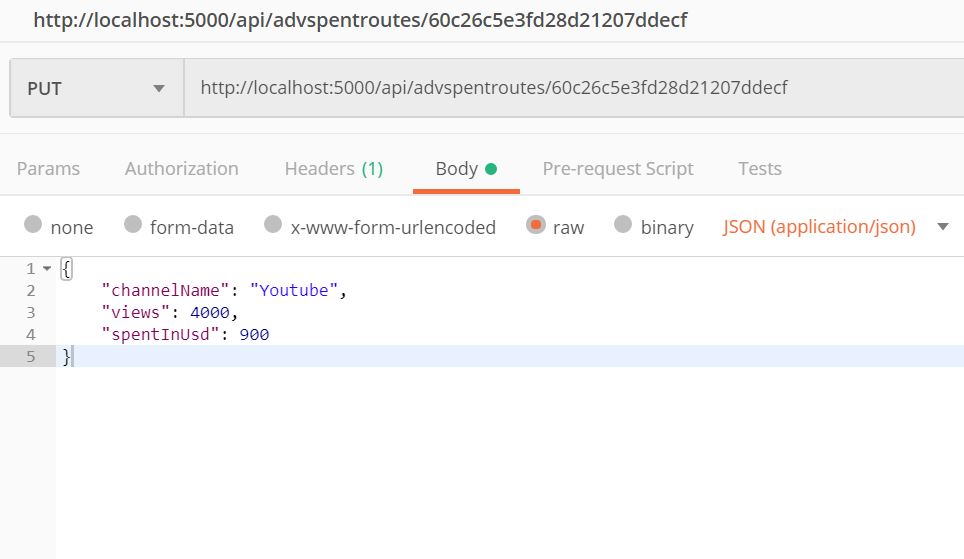 http://localhost:5000/api/advspentroutes/60c26c5e3fd28d21207ddecf
PUT http://localhost:5000/api/advspentroutes/60c26c5e3fd28d21207ddecf
Params Authorization Headers (1) Body Pre-request Script Tests
none form-data x-www-form-urlencoded raw binary JSON (application/json)
1 {
2 "channelName": "Youtube",
3 "views": 4000,
4 "spentInUsd": 900
5 }